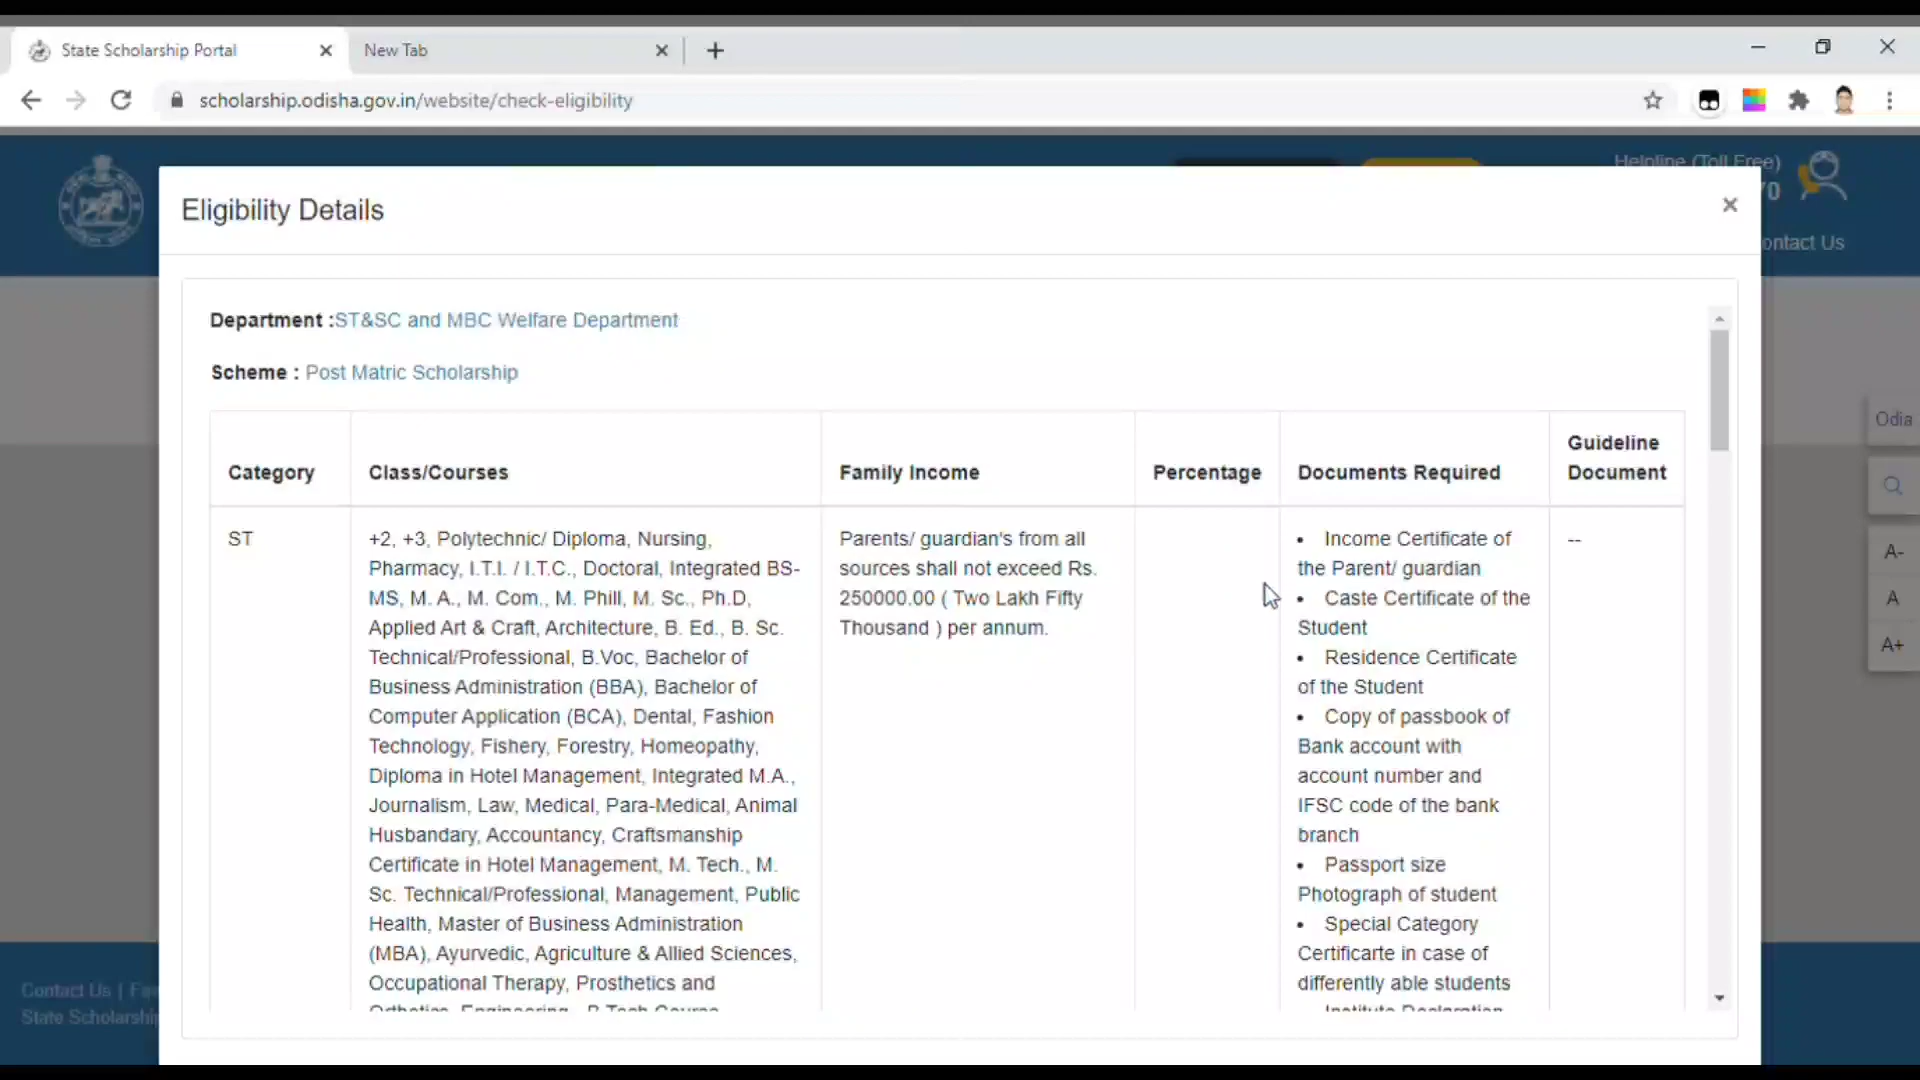 State Scholarship Portal
New Tab
scholarship.odisha.gov.in/website/check-eligibility
Helpline (Toll Free)
70
ontact Us
Eligibility Details
Department :ST&SC and MBC Welfare Department
Scheme : Post Matric Scholarship
Category
Class/Courses
Family Income
Percentage
Documents Required
Guideline
Document
ST
+2, +3, Polytechnic/ Diploma, Nursing,
Pharmacy, I.T.I. / I.T.C., Doctoral, Integrated BS-
MS, M. A., M. Com., M. Phill, M. Sc., Ph.D,
Applied Art & Craft, Architecture, B. Ed., B. Sc.
Technical/Professional, B.Voc, Bachelor of
Business Administration (BBA), Bachelor of
Computer Application (BCA), Dental, Fashion
Technology, Fishery, Forestry, Homeopathy,
Diploma in Hotel Management, Integrated M.A.,
Journalism, Law, Medical, Para-Medical, Animal
Husbandary, Accountancy, Craftsmanship
Certificate in Hotel Management, M. Tech., M.
Sc. Technical/Professional, Management, Public
Health, Master of Business Administration
(MBA), Ayurvedic, Agriculture & Allied Sciences,
Occupational Therapy, Prosthetics and
Parents/ guardian's from all
sources shall not exceed Rs.
250000.00 ( Two Lakh Fifty
Thousand ) per annum.
• Income Certificate of
the Parent/ guardian
• Caste Certificate of the
Student
• Residence Certificate
of the Student
• Copy of passbook of
Bank account with
account number and
IFSC code of the bank
branch
• Passport size
Photograph of student
• Special Category
Certificarte in case of
differently able students
Institute Declaration
--
Odia
A-
A
A+
Contact Us |
State Scholarship